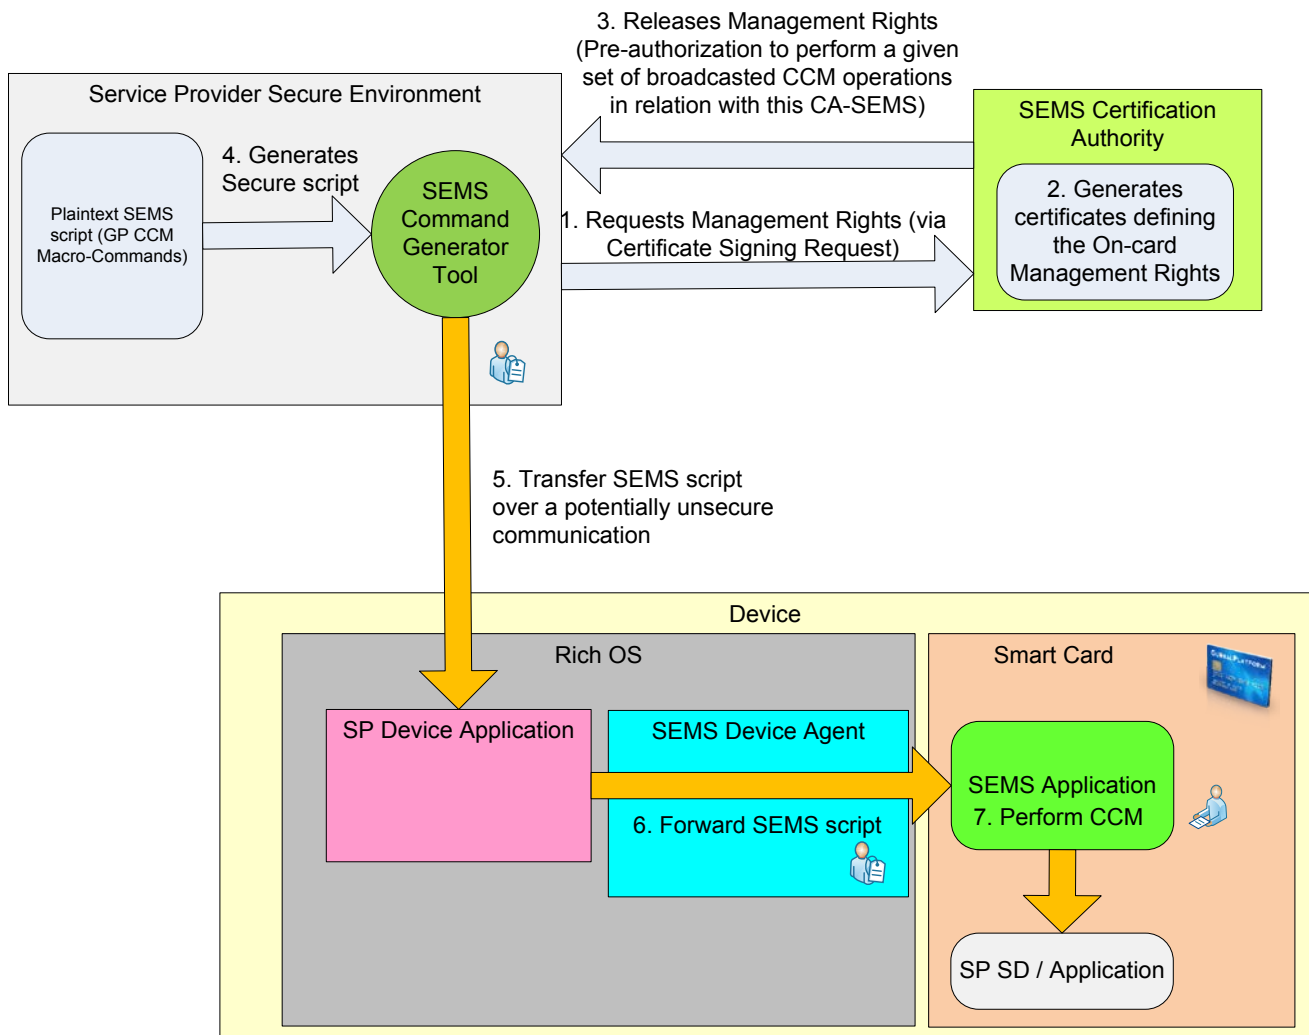 3. Releases Management Rights
(Pre-authorization to perform a given
set of broadcasted CCM operations
in relation with this CA-SEMS)
Service Provider Secure Environment
SEMS Certification
Authority
4. Generates
Secure script
SEMS
Command
Generator
Tool
Plaintext SEMS
script (GP CCM
Macro-Commands)
1. Requests Management Rights (via
Certificate Signing Request)
2. Generates
certificates defining
the On-card
Management Rights
5. Transfer SEMS script
over a potentially unsecure
communication
Device
Rich OS
Smart Card
GLOBALPLATFORM
SP Device Application
SEMS Device Agent
6. Forward SEMS script
SEMS Application
7. Perform CCM
SP SD / Application